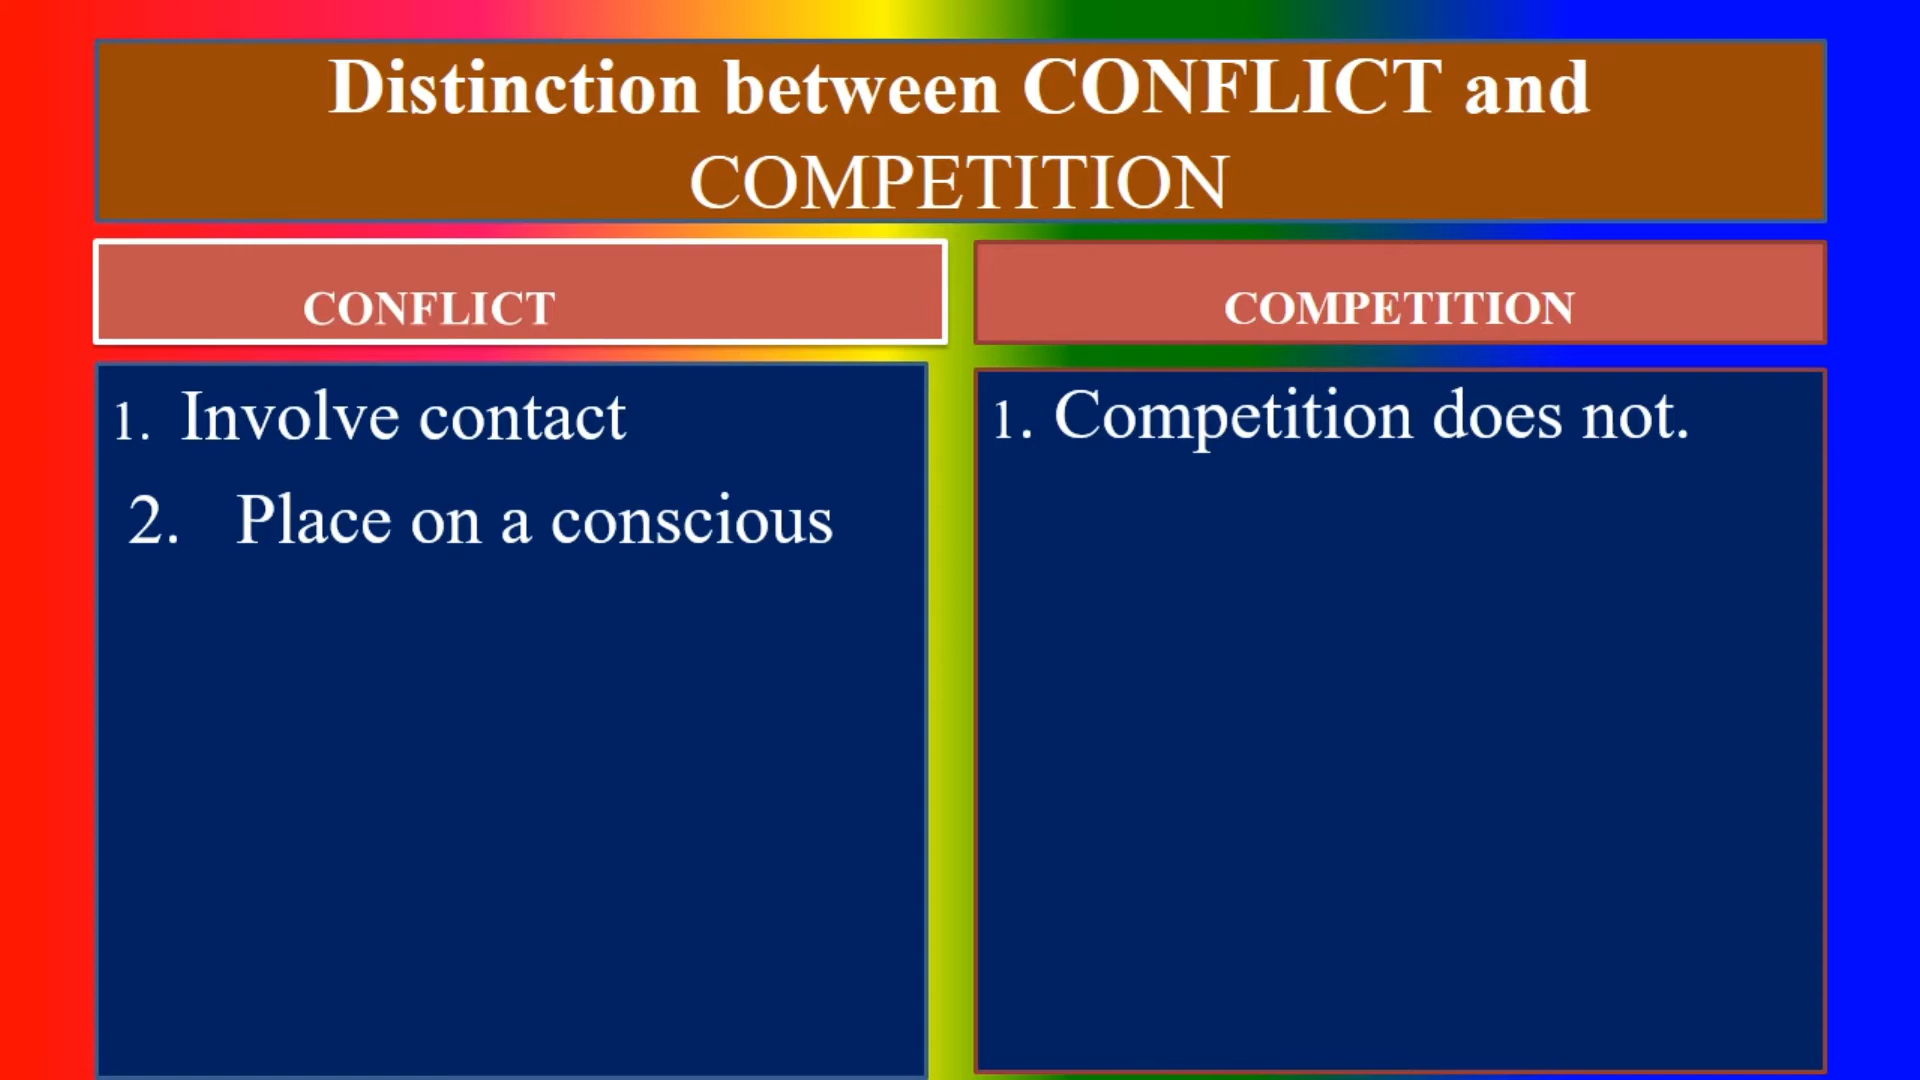 Distinction between CONFLICT and
COMPETITION
CONFLICT
COMPETITION
1. Involve contact
2. Place on a conscious
1. Competition does not.